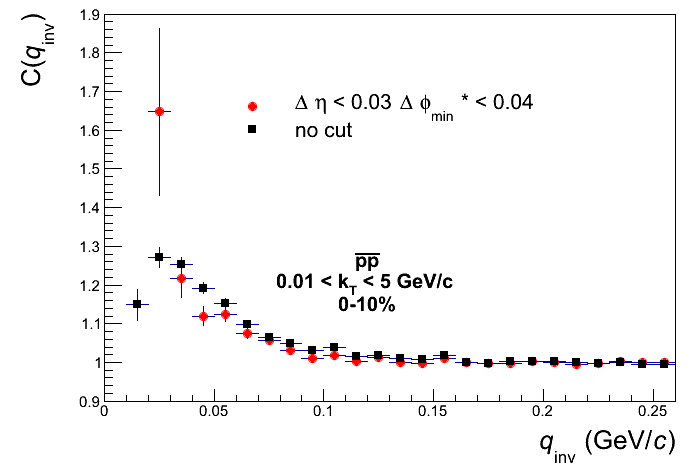 C(q_inv)
1.9
1.8
1.7
1.6
1.5
1.4
1.3
1.2
1.1
1
0.9
Δ η < 0.03 Δ ϕ_min * < 0.04
no cut
p̅p̅
0.01 < k_T < 5 GeV/c
0-10%
0 0.05 0.1 0.15 0.2 0.25
q_inv (GeV/c)